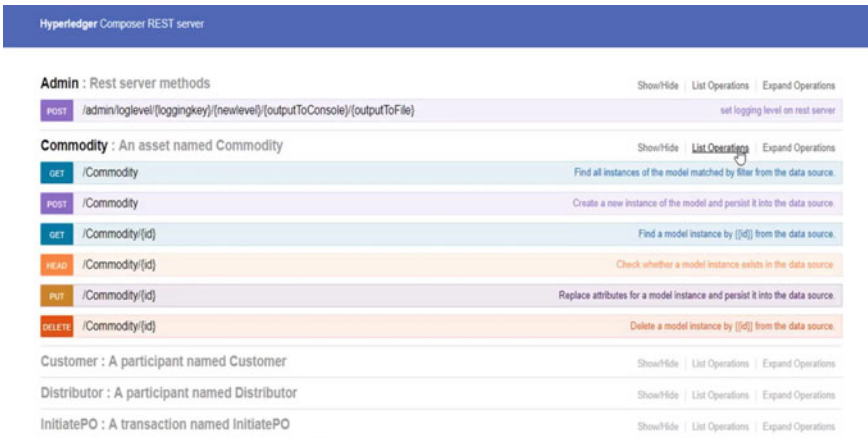 Hyperledger Composer REST server
Admin : Rest server methods Show/Hide | List Operations | Expand Operations
POST /admin/loglevel/{loggingkey}/{newlevel}/{outputToConsole}/{outputToFile} set logging level on rest server
Commodity : An asset named Commodity Show/Hide | List Operations | Expand Operations
GET /Commodity Find all instances of the model matched by filter from the data source.
POST /Commodity Create a new instance of the model and persist it into the data source.
GET /Commodity/{id} Find a model instance by {{id}} from the data source.
HEAD /Commodity/{id} Check whether a model instance exists in the data source
PUT /Commodity/{id} Replace attributes for a model instance and persist it into the data source.
DELETE /Commodity/{id} Delete a model instance by {{id}} from the data source.
Customer : A participant named Customer Show/Hide | List Operations | Expand Operations
Distributor : A participant named Distributor Show/Hide | List Operations | Expand Operations
InitiatePO : A transaction named InitiatePO Show/Hide | List Operations | Expand Operations